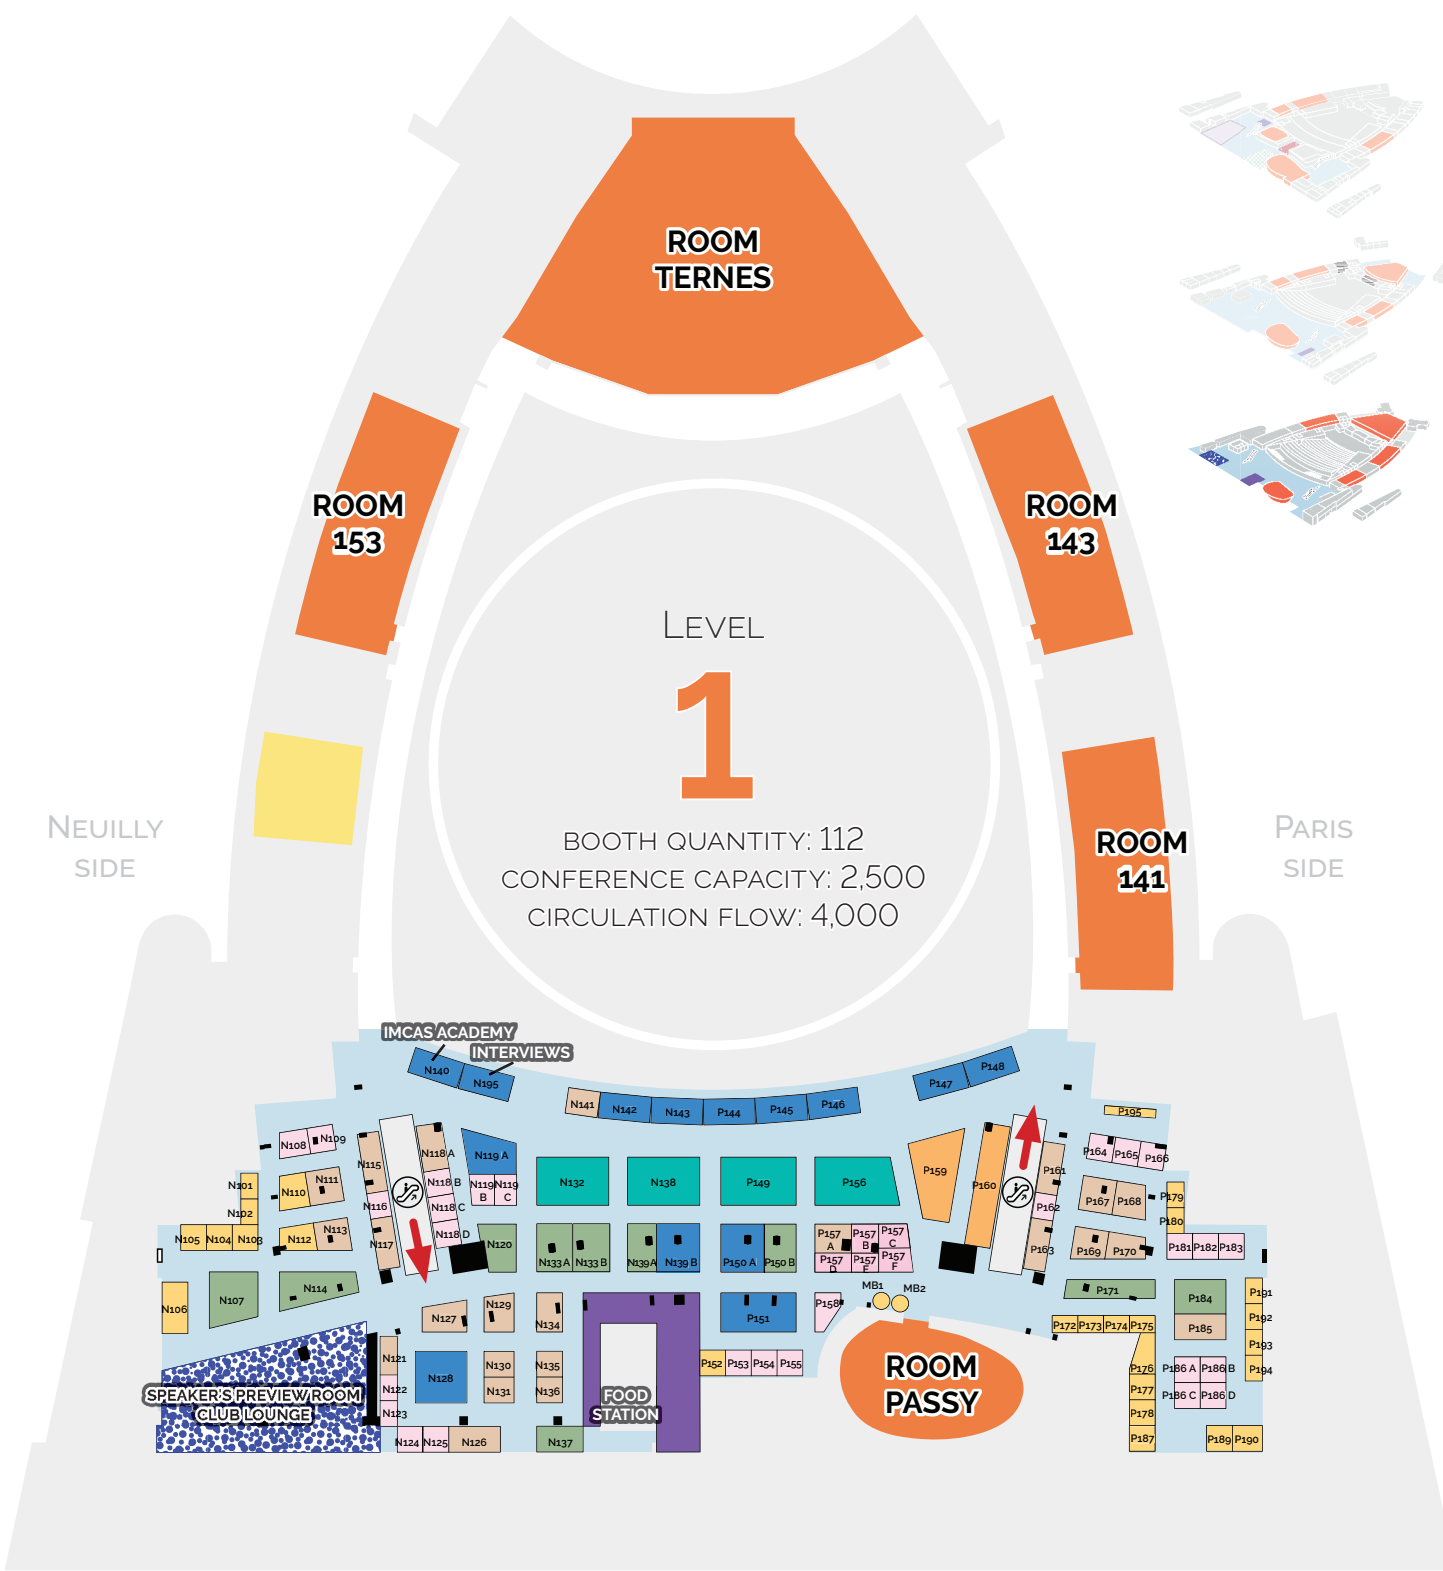 ROOM
TERNES
ROOM
153
ROOM
143
LEVEL
1
BOOTH QUANTITY: 112
CONFERENCE CAPACITY: 2,500
CIRCULATION FLOW: 4,000
NEUILLY
SIDE
PARIS
SIDE
ROOM
141
IMCAS ACADEMY
INTERVIEWS
N140
N195
P147
P148
N141
N142
N143
P144
P145
P146
P195
N108
N109
N115
N118 A
N119 A
P159
P160
P161
P164
P165
P166
N101
N102
N110
N111
N116
N118 B
N118 C
N118 D
N119 B
N119 C
N132
N138
P149
P156
P162
P167
P168
P179
P180
N105
N104
N103
N112
N113
N117
N120
N133 A
N133 B
N139 A
N139 B
P150 A
P150 B
P157 A
P157 B
P157 C
P157 D
P157 E
P157 F
P163
P169
P170
P181
P182
P183
N106
N107
N114
N127
N129
N134
P151
P158
MB1
MB2
P171
P184
P185
P191
P192
P193
P194
P172
P173
P174
P175
N121
N122
N123
N128
N130
N131
N135
N136
P152
P153
P154
P155
ROOM
PASSY
P176
P177
P178
P187
P186 A
P186 B
P186 C
P186 D
SPEAKER'S PREVIEW ROOM
CLUB LOUNGE
FOOD
STATION
N124
N125
N126
N137
P189
P190